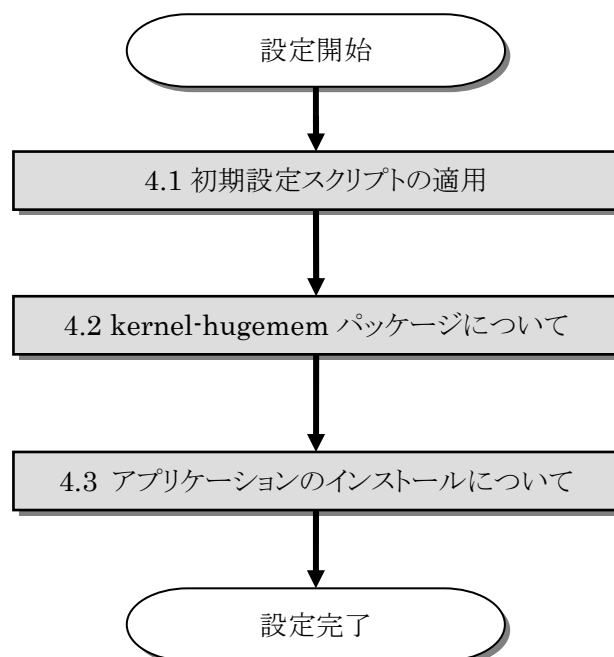 設定開始
4.1 初期設定スクリプトの適用
4.2 kernel-hugemem パッケージについて
4.3 アプリケーションのインストールについて
設定完了